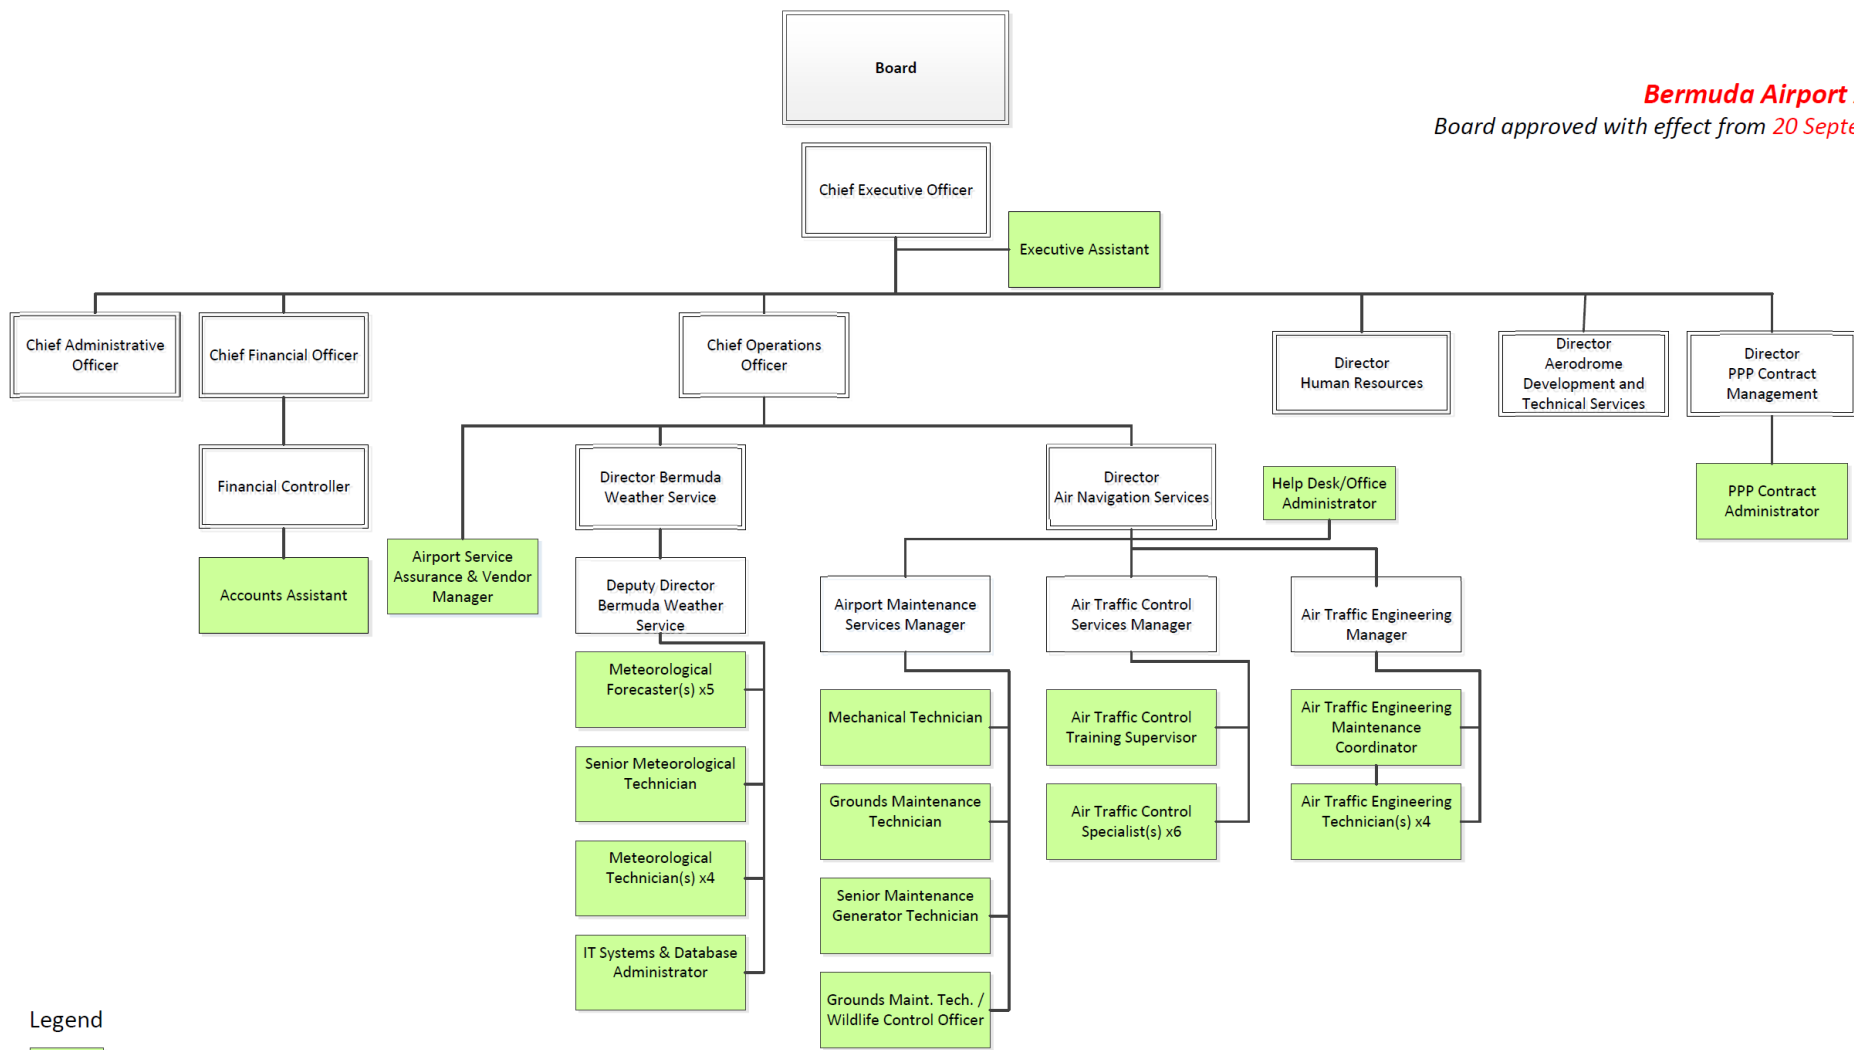 Board
Bermuda Airport
Board approved with effect from 20
Chief Executive Officer
Executive Assistant
Chief Administrative
Officer
Chief Financial Officer
Chief Operations
Officer
Director
Human Resources
Director
Aerodrome
Development and
Technical Services
Director
PPP Contract
Management
Financial Controller
Director Bermuda
Weather Service
Director
Air Navigation Services
Help Desk/Office
Administrator
PPP Contract
Administrator
Accounts Assistant
Airport Service
Assurance & Vendor
Manager
Deputy Director
Bermuda Weather
Service
Airport Maintenance
Services Manager
Air Traffic Control
Services Manager
Air Traffic Engineering
Manager
Meteorological
Forecaster(s) x5
Senior Meteorological
Technician
Meteorological
Technician(s) x4
IT Systems & Database
Administrator
Mechanical Technician
Grounds Maintenance
Technician
Senior Maintenance
Generator Technician
Grounds Maint. Tech. /
Wildlife Control Officer
Air Traffic Control
Training Supervisor
Air Traffic Control
Specialist(s) x6
Air Traffic Engineering
Maintenance
Coordinator
Air Traffic Engineering
Technician(s) x4
Legend